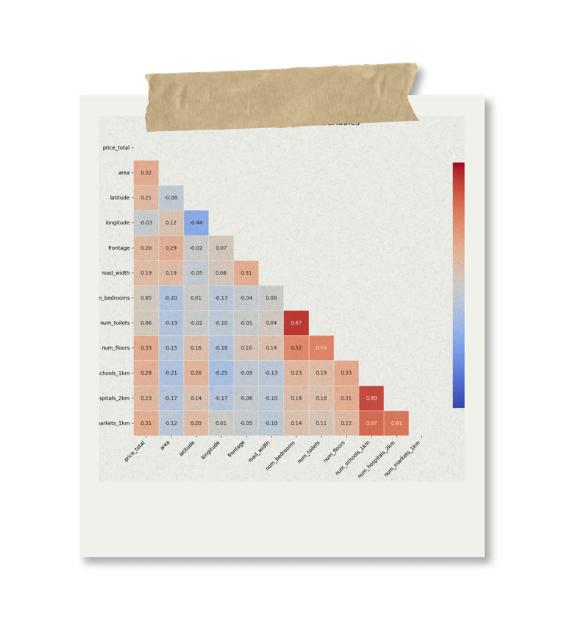 price_total
area 0.32
latitude 0.21 -0.08
longitude -0.03 0.12 -0.44
frontage 0.20 0.29 -0.02 0.07
road_width 0.19 0.19 -0.05 0.08 0.31
n_bedrooms 0.05 -0.20 0.01 -0.13 -0.04 0.00
num_toilets 0.06 -0.19 -0.02 -0.10 -0.01 0.04 0.87
num_floors 0.33 -0.15 0.16 -0.18 0.10 0.14 0.52 0.54
chools_1km 0.28 -0.21 0.26 -0.25 -0.09 -0.13 0.23 0.19 0.33
spitals_2km 0.23 -0.17 0.14 -0.17 -0.06 -0.10 0.18 0.16 0.31 0.80
arkets_1km 0.31 -0.12 0.20 0.01 -0.05 -0.10 0.14 0.11 0.22 0.67 0.61
price_total area latitude longitude frontage road_width num_bedrooms num_toilets num_floors num_schools_1km num_hospitals_2km num_markets_1km